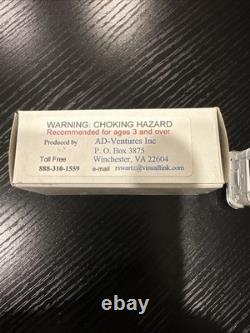 WARNING: CHOKING HAZARD
Recommended for ages 3 and over
Produced by AD-Ventures Inc
P. O. Box 3875
Toll Free Winchester, VA 22604
888-310-1559 e-mail rswartz@visuallink.com
ebay